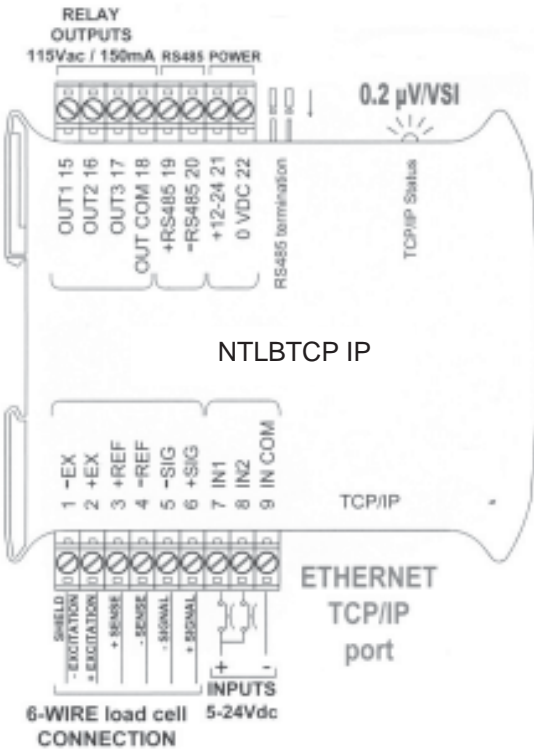 RELAY
OUTPUTS
115Vac / 150mA RS485 POWER
0.2 µV/VSI
OUT1 15
OUT2 16
OUT3 17
OUT COM 18
+RS485 19
−RS485 20
+12-24 21
0 VDC 22
RS485 termination
TCP/IP Status
NTLBTCP IP
1 −EX
2 +EX
3 +REF
4 −REF
5 −SIG
6 +SIG
7 IN1
8 IN2
9 IN COM
TCP/IP
SHIELD
- EXCITATION
+ EXCITATION
+ SENSE
- SENSE
- SIGNAL
+ SIGNAL
+ -
ETHERNET
TCP/IP
port
INPUTS
5-24Vdc
6-WIRE load cell
CONNECTION